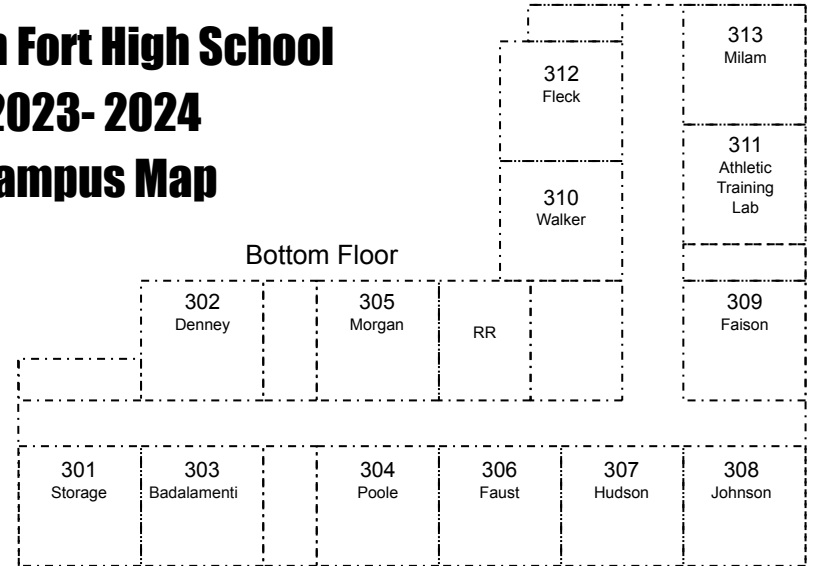 Fort High School
2023- 2024
Campus Map
313
Milam
312
Fleck
311
Athletic
Training
Lab
310
Walker
Bottom Floor
302
Denney
305
Morgan
RR
309
Faison
301
Storage
303
Badalamenti
304
Poole
306
Faust
307
Hudson
308
Johnson